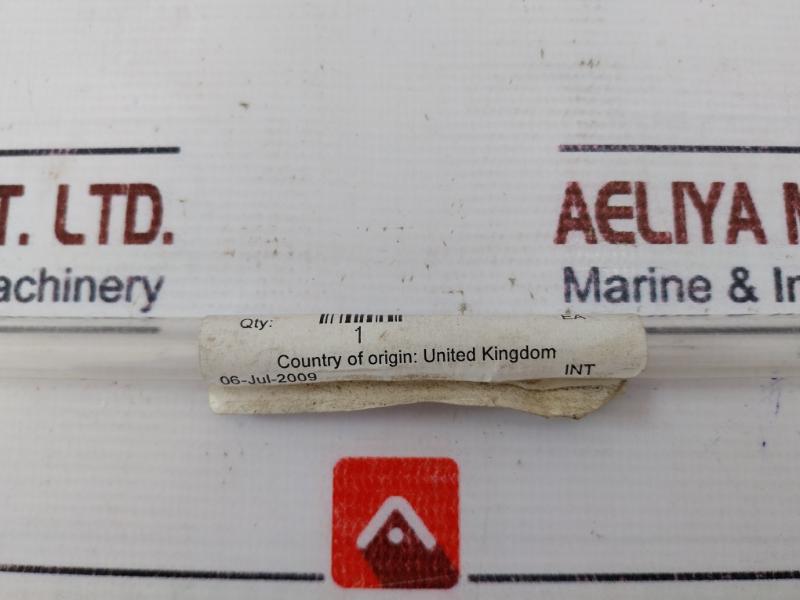 T. LTD.
achinery
AELIYA M
Marine & In
Qty:
1
EA
Country of origin: United Kingdom
06-Jul-2009
INT